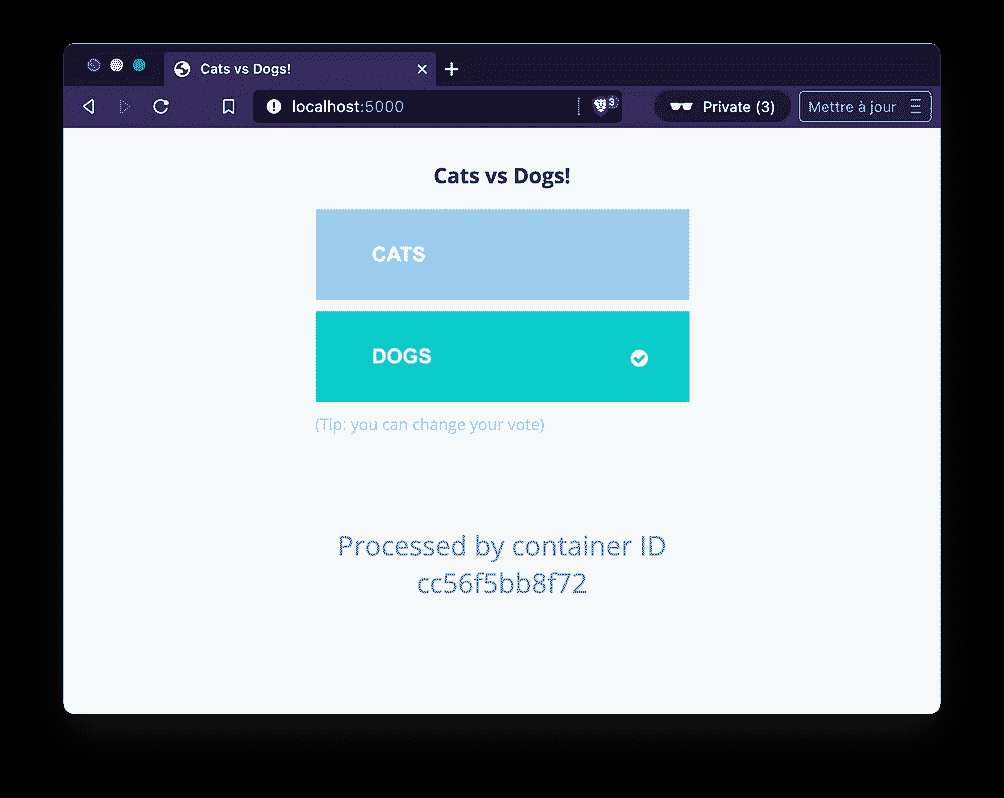 Cats vs Dogs!
localhost:5000
3
Private (3)
Mettre à jour
Cats vs Dogs!
CATS
DOGS
(Tip: you can change your vote)
Processed by container ID
cc56f5bb8f72